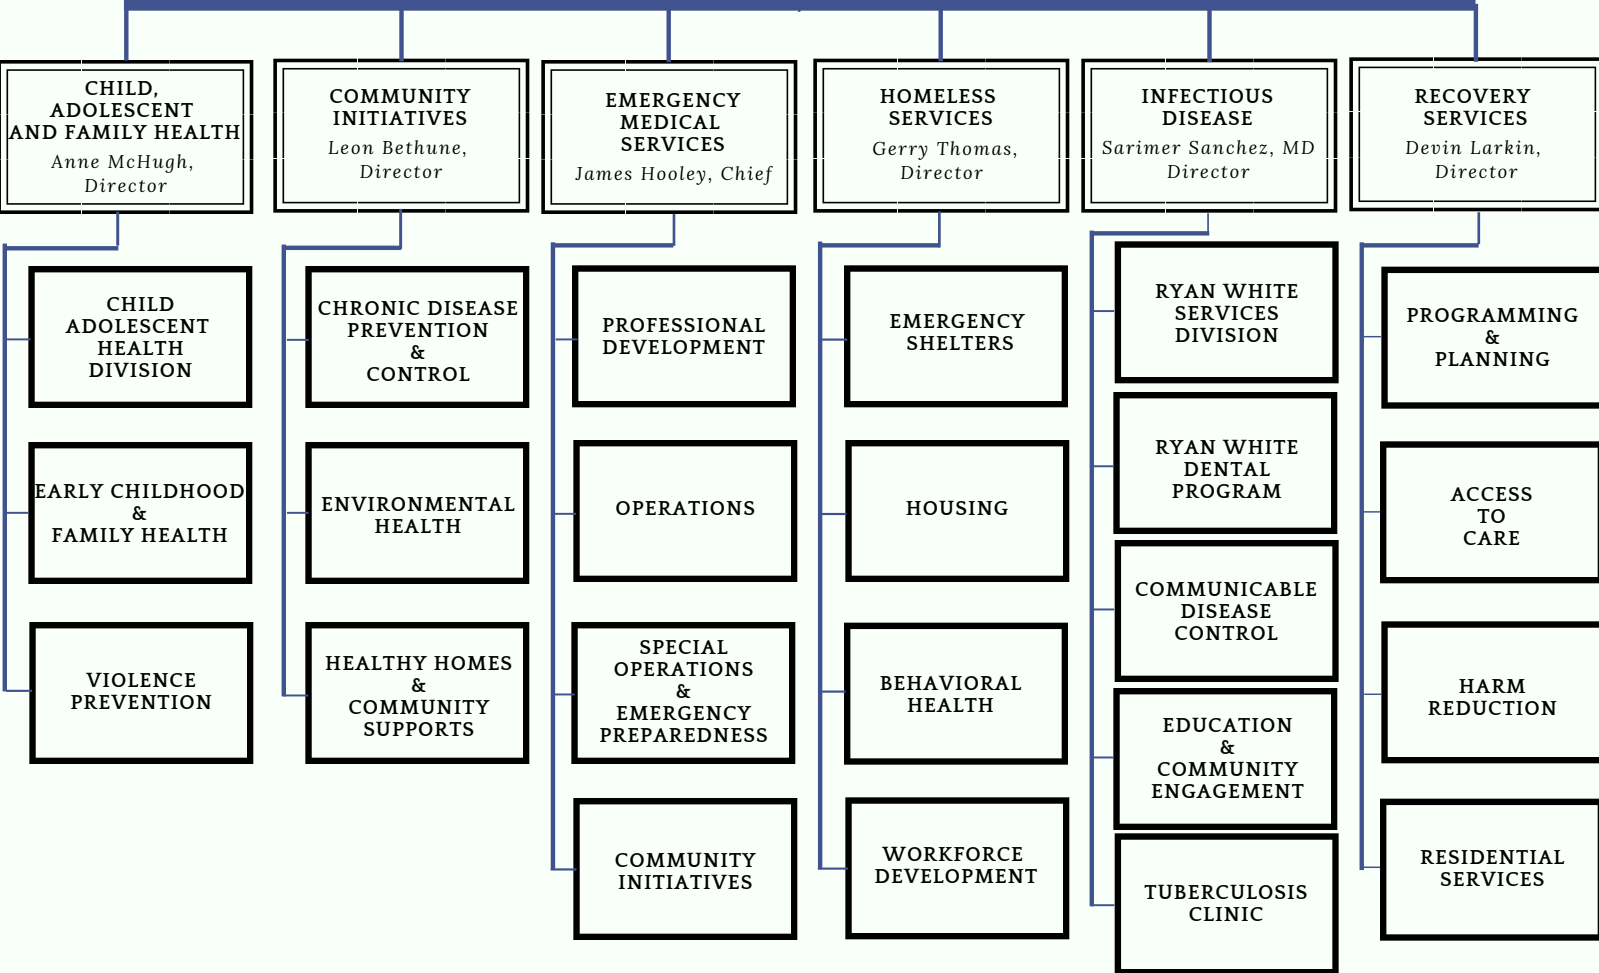 CHILD,
ADOLESCENT
AND FAMILY HEALTH
Anne McHugh,
Director
CHILD
ADOLESCENT
HEALTH
DIVISION
EARLY CHILDHOOD
&
FAMILY HEALTH
VIOLENCE
PREVENTION
COMMUNITY
INITIATIVES
Leon Bethune,
Director
CHRONIC DISEASE
PREVENTION
&
CONTROL
ENVIRONMENTAL
HEALTH
HEALTHY HOMES
&
COMMUNITY
SUPPORTS
EMERGENCY
MEDICAL
SERVICES
James Hooley, Chief
PROFESSIONAL
DEVELOPMENT
OPERATIONS
SPECIAL
OPERATIONS
&
EMERGENCY
PREPAREDNESS
COMMUNITY
INITIATIVES
HOMELESS
SERVICES
Gerry Thomas,
Director
EMERGENCY
SHELTERS
HOUSING
BEHAVIORAL
HEALTH
WORKFORCE
DEVELOPMENT
INFECTIOUS
DISEASE
Sarimer Sanchez, MD
Director
RYAN WHITE
SERVICES
DIVISION
RYAN WHITE
DENTAL
PROGRAM
COMMUNICABLE
DISEASE
CONTROL
EDUCATION
&
COMMUNITY
ENGAGEMENT
TUBERCULOSIS
CLINIC
RECOVERY
SERVICES
Devin Larkin,
Director
PROGRAMMING
&
PLANNING
ACCESS
TO
CARE
HARM
REDUCTION
RESIDENTIAL
SERVICES